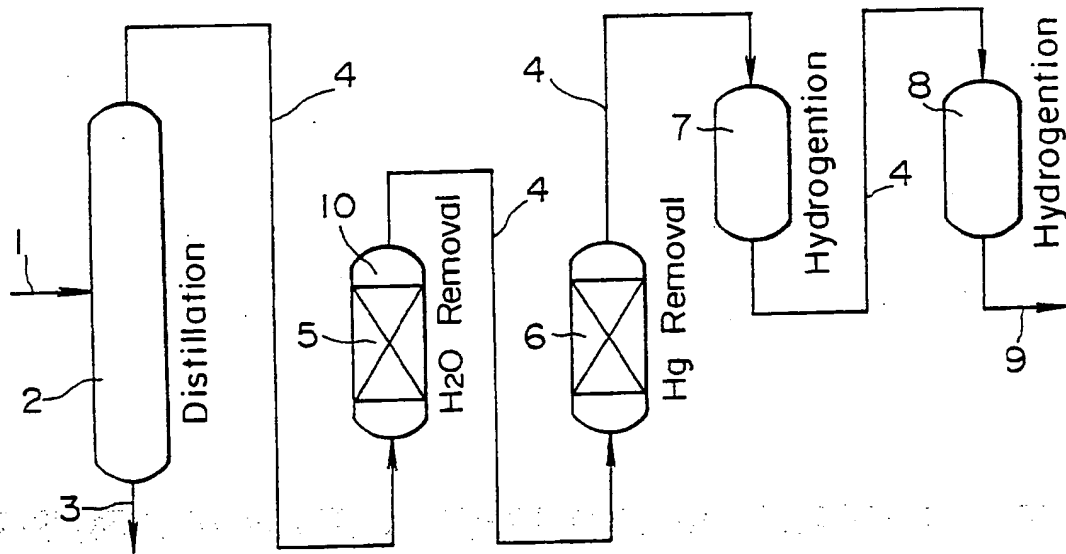 1
2
3
Distillation
4
10
5
H2O Removal
4
4
6
Hg Removal
7
Hydrogention
4
8
Hydrogention
9